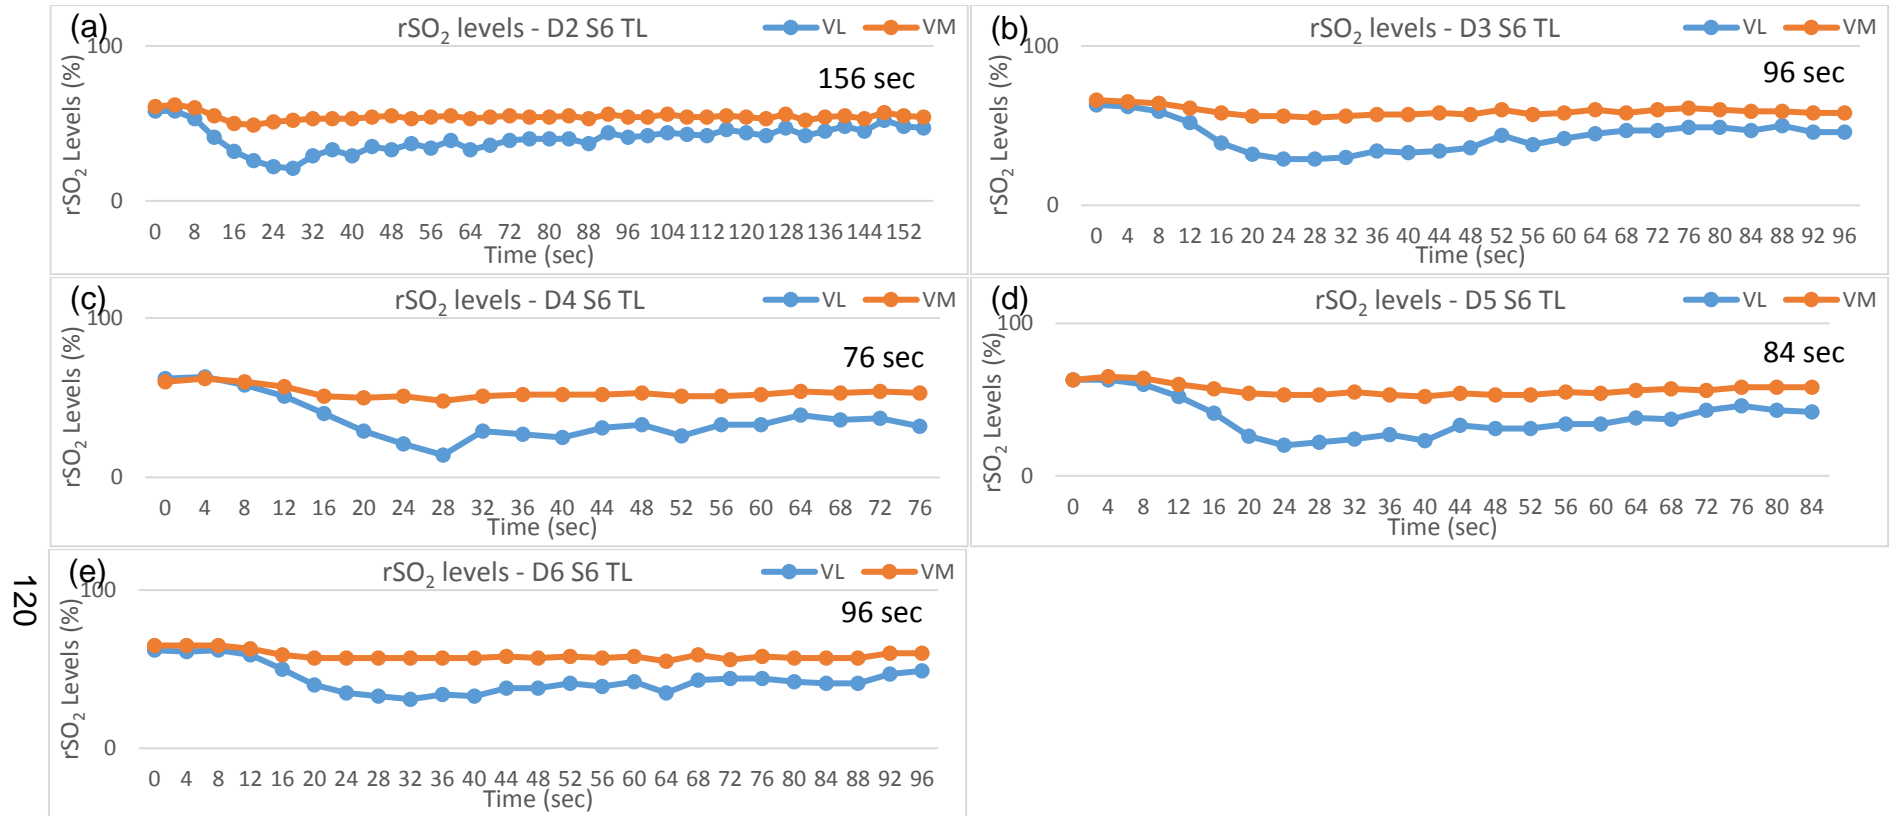 (a)
rSO2 levels - D2 S6 TL
VL VM
100
156 sec
rSO2 Levels (%)
0
0 8 16 24 32 40 48 56 64 72 80 88 96 104 112 120 128 136 144 152
Time (sec)
(b)
rSO2 levels - D3 S6 TL
VL VM
100
96 sec
rSO2 Levels (%)
0
0 4 8 12 16 20 24 28 32 36 40 44 48 52 56 60 64 68 72 76 80 84 88 92 96
Time (sec)
(c)
rSO2 levels - D4 S6 TL
VL VM
100
76 sec
rSO2 levels (%)
0
0 4 8 12 16 20 24 28 32 36 40 44 48 52 56 60 64 68 72 76
Time (sec)
(d)
rSO2 levels - D5 S6 TL
VL VM
100
84 sec
rSO2 Levels (%)
0
0 4 8 12 16 20 24 28 32 36 40 44 48 52 56 60 64 68 72 76 80 84
Time (sec)
(e)
rSO2 levels - D6 S6 TL
VL VM
100
96 sec
rSO2 Levels (%)
0
0 4 8 12 16 20 24 28 32 36 40 44 48 52 56 60 64 68 72 76 80 84 88 92 96
Time (sec)
120